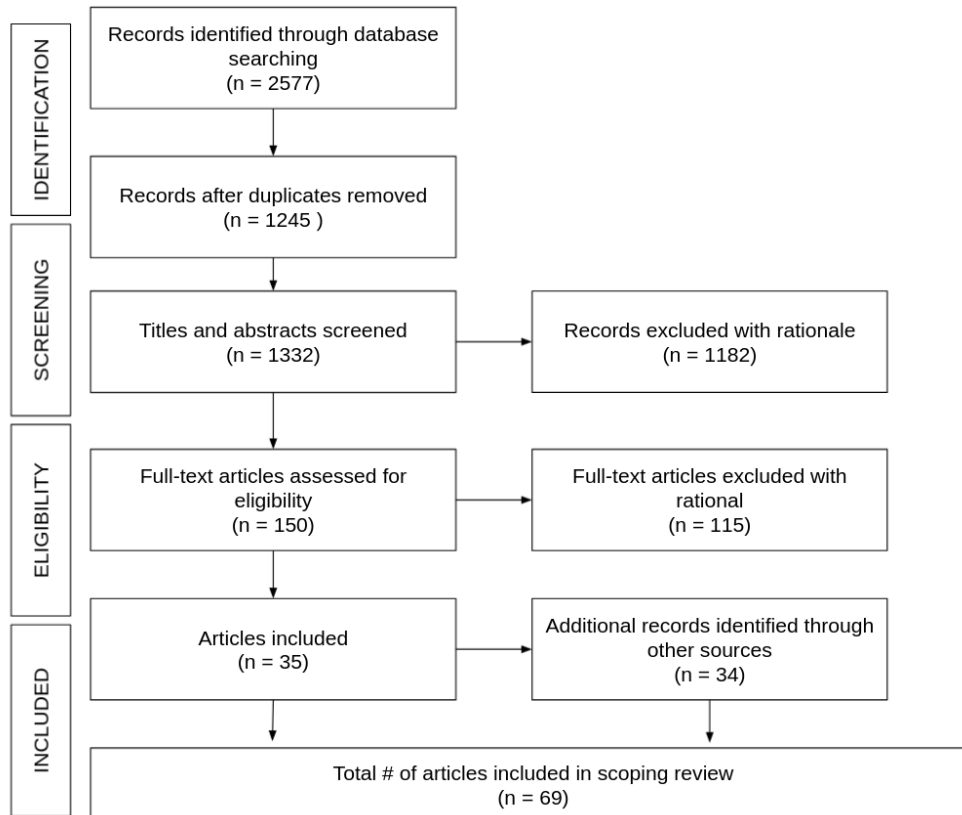 IDENTIFICATION
Records identified through database
searching
(n = 2577)
Records after duplicates removed
(n = 1245 )
SCREENING
Titles and abstracts screened
(n = 1332)
Records excluded with rationale
(n = 1182)
ELIGIBILITY
Full-text articles assessed for
eligibility
(n = 150)
Full-text articles excluded with
rational
(n = 115)
INCLUDED
Articles included
(n = 35)
Additional records identified through
other sources
(n = 34)
Total # of articles included in scoping review
(n = 69)